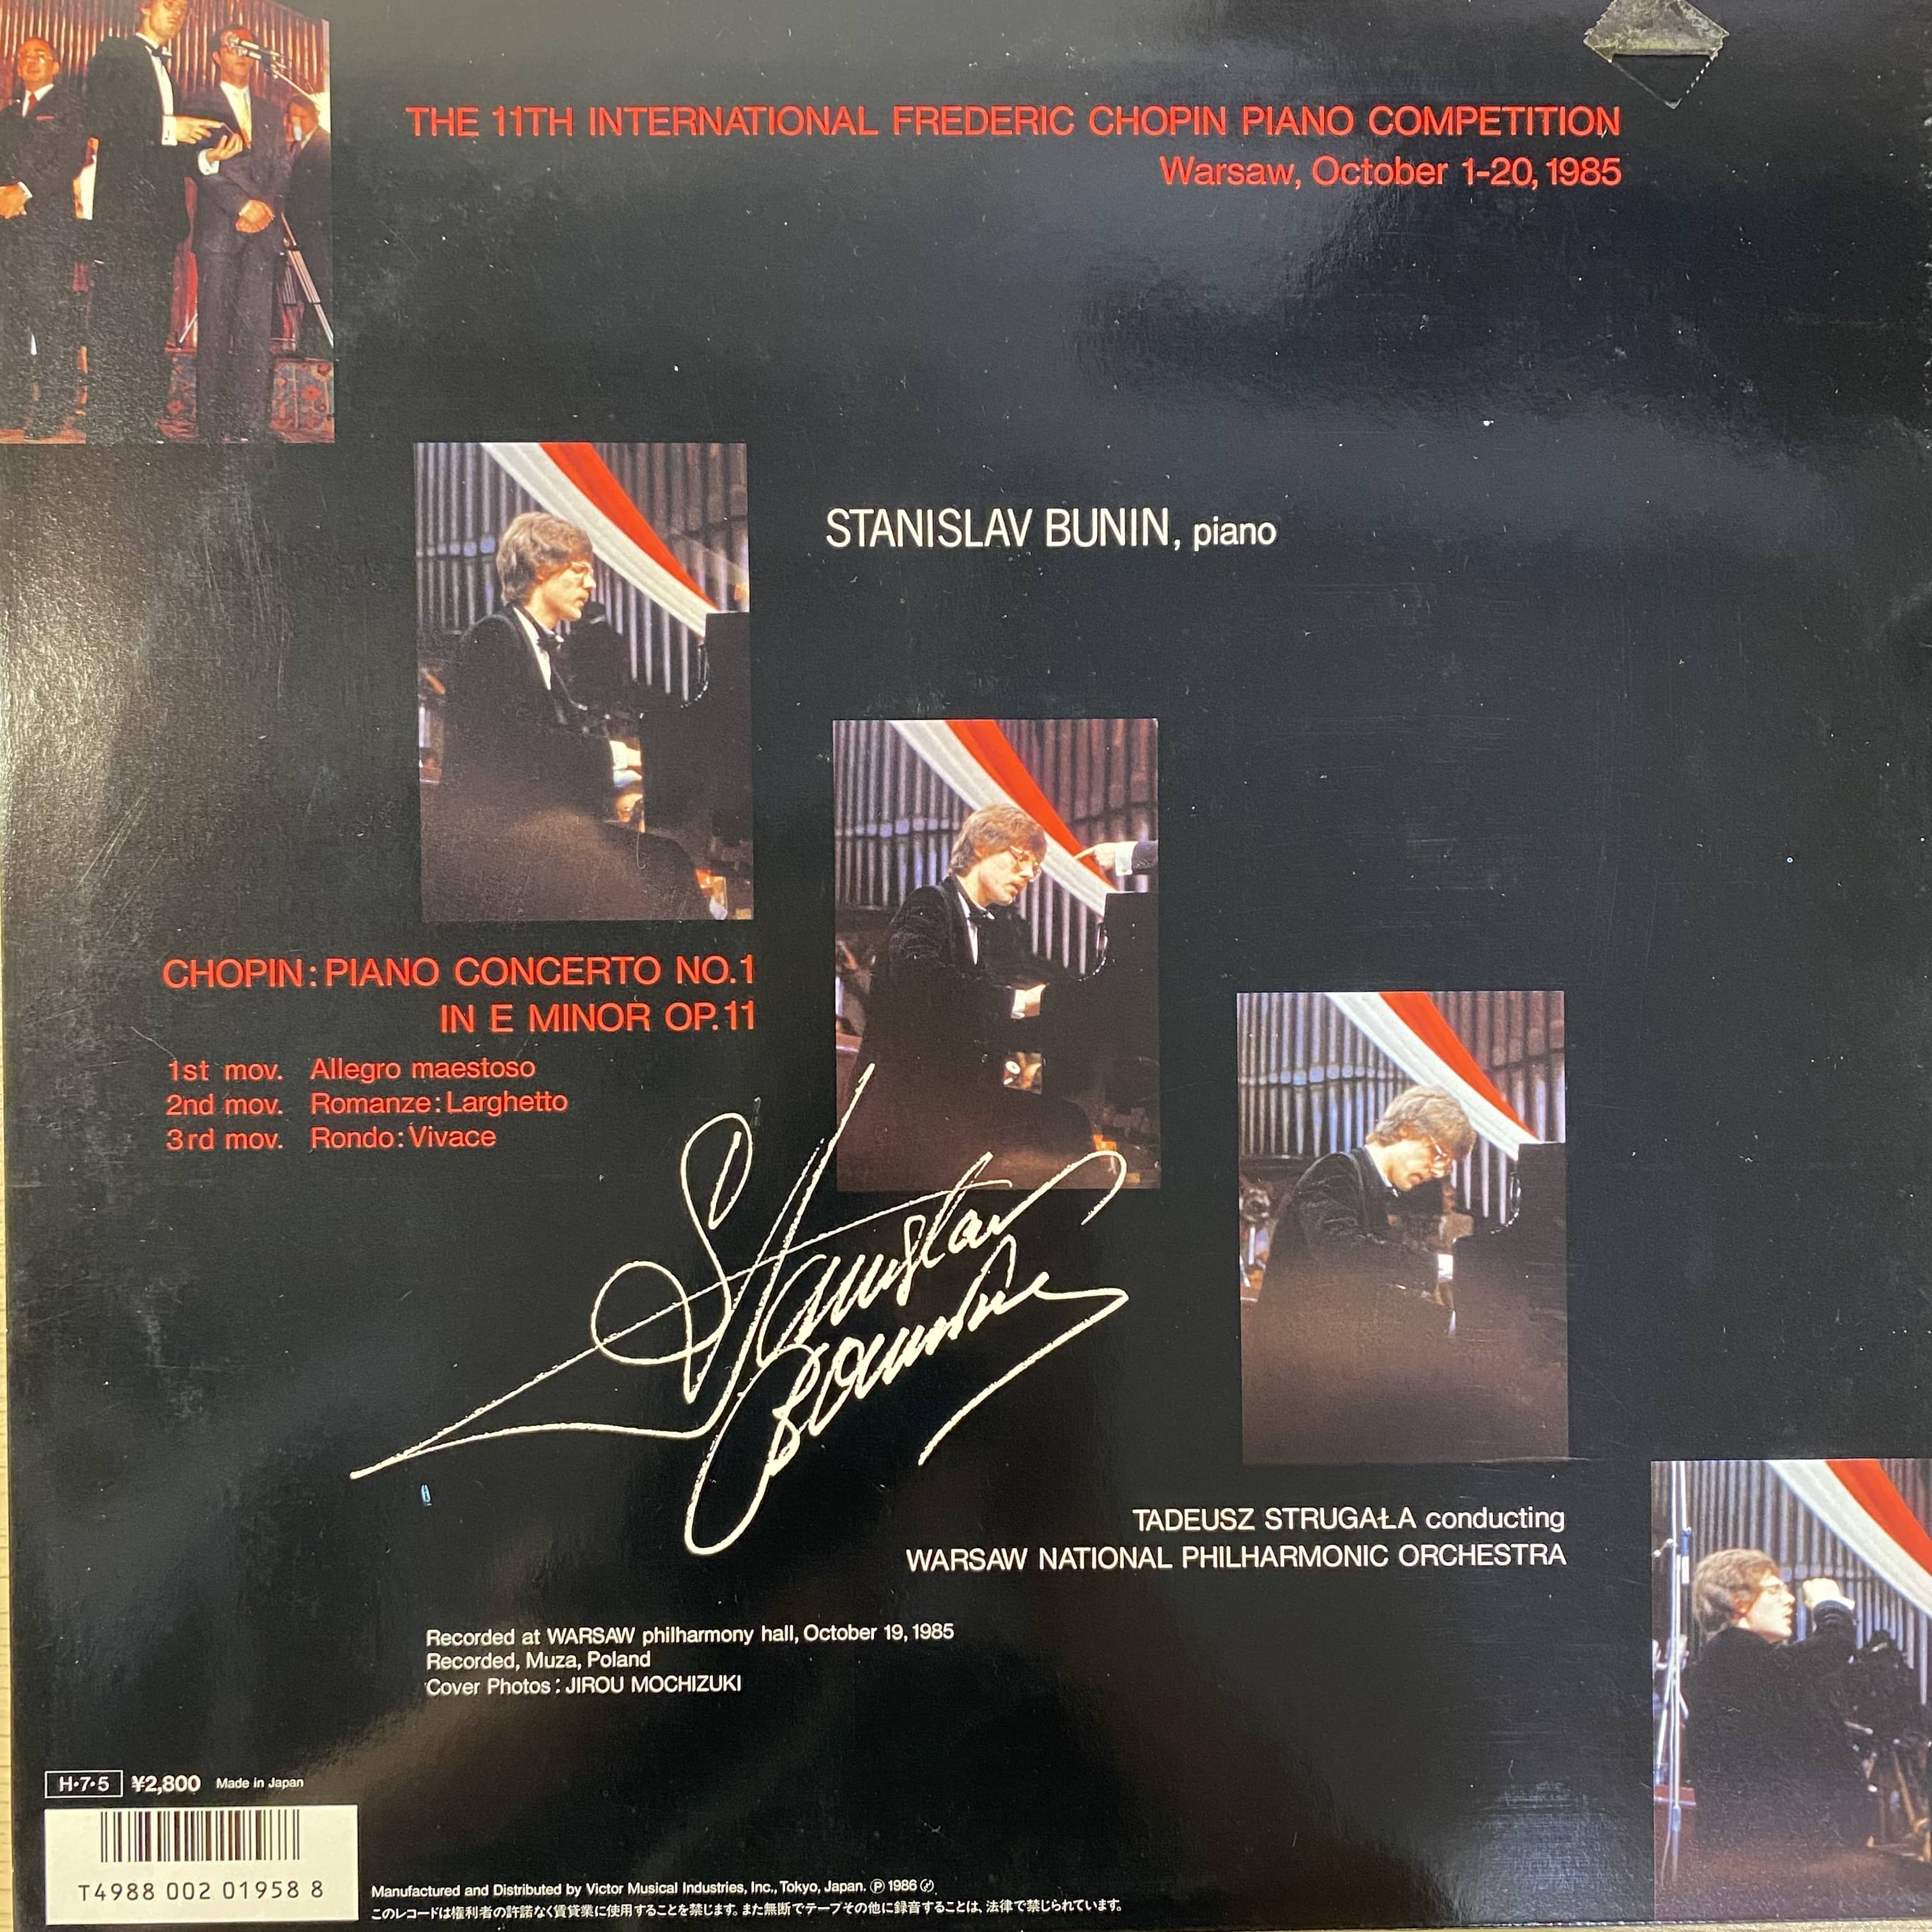 THE 11TH INTERNATIONAL FREDERIC CHOPIN PIANO COMPETITION
Warsaw, October 1-20, 1985
STANISLAV BUNIN, piano
CHOPIN: PIANO CONCERTO NO.1
IN E MINOR OP.11
1st mov. Allegro maestoso
2nd mov. Romanze: Larghetto
3rd mov. Rondo: Vivace
Stanislav
Bounine
TADEUSZ STRUGAŁA conducting
WARSAW NATIONAL PHILHARMONIC ORCHESTRA
Recorded at WARSAW philharmony hall, October 19, 1985
Recorded, Muza, Poland
Cover Photos: JIROU MOCHIZUKI
H·7·5 ¥2,800 Made in Japan
T4988 002 01958 8
Manufactured and Distributed by Victor Musical Industries, Inc., Tokyo, Japan. Ⓟ 1986
このレコードは権利者の許諾なく賃貸業に使用することを禁じます。また無断でテープその他に録音することは、法律で禁じられています。